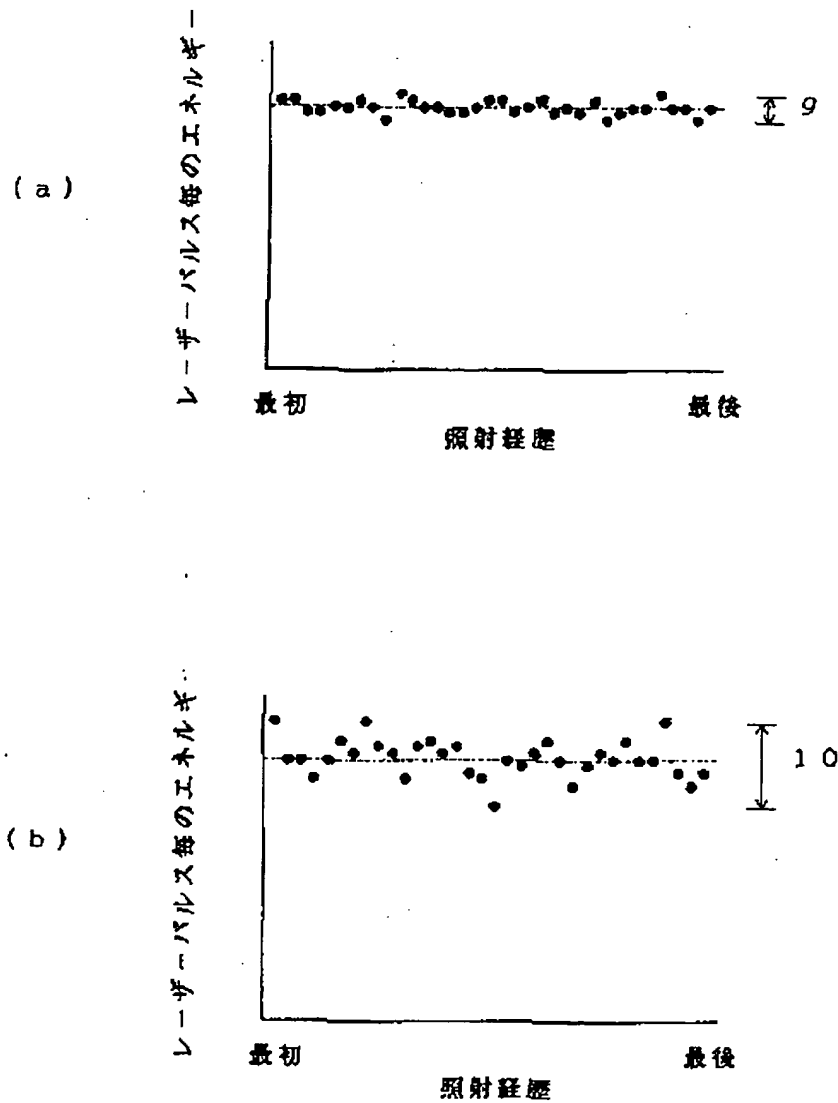 (a)
レーザーパルス毎のエネルギー
9
最初
最後
照射経歴
(b)
レーザーパルス毎のエネルギ
10
最初
最後
照射経歴